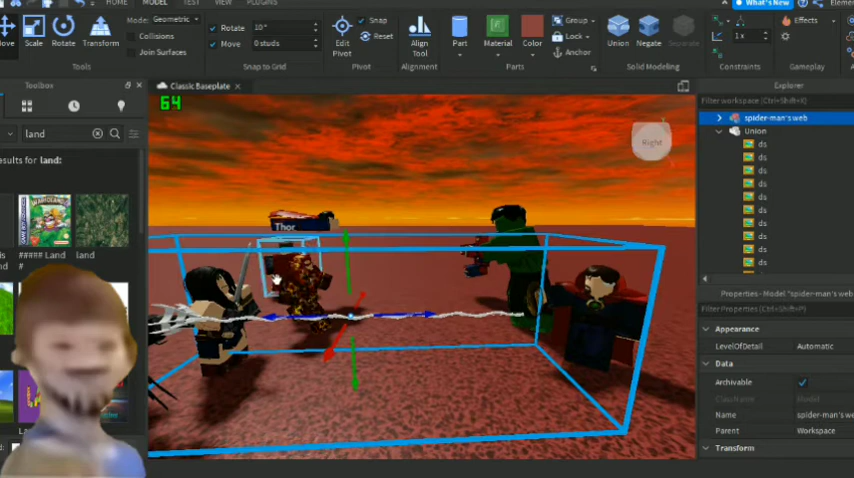 HOME MODEL TEST VIEW PLUGINS
What's New
Move Scale Rotate Transform
Mode: Geometric
Collisions
Join Surfaces
Tools
Rotate 10°
Move 0 studs
Snap to Grid
Edit Pivot
Snap
Reset
Pivot
Align Tool
Alignment
Part Material Color
Group
Lock
Anchor
Parts
Union Negate Separate
Solid Modeling
1 x
Constraints
Effects
Gameplay
Toolbox
land
results for land:
##### Land
land
Classic Baseplate
64
Thor
Right
Explorer
Filter workspace (Ctrl+Shift+X)
spider-man's web
Union
ds
ds
ds
ds
ds
ds
ds
ds
ds
ds
Properties - Model "spider-man's
Filter Properties (Ctrl+Shift+P)
Appearance
LevelOfDetail Automatic
Data
Archivable
Name spider-man's
Parent Workspace
Transform